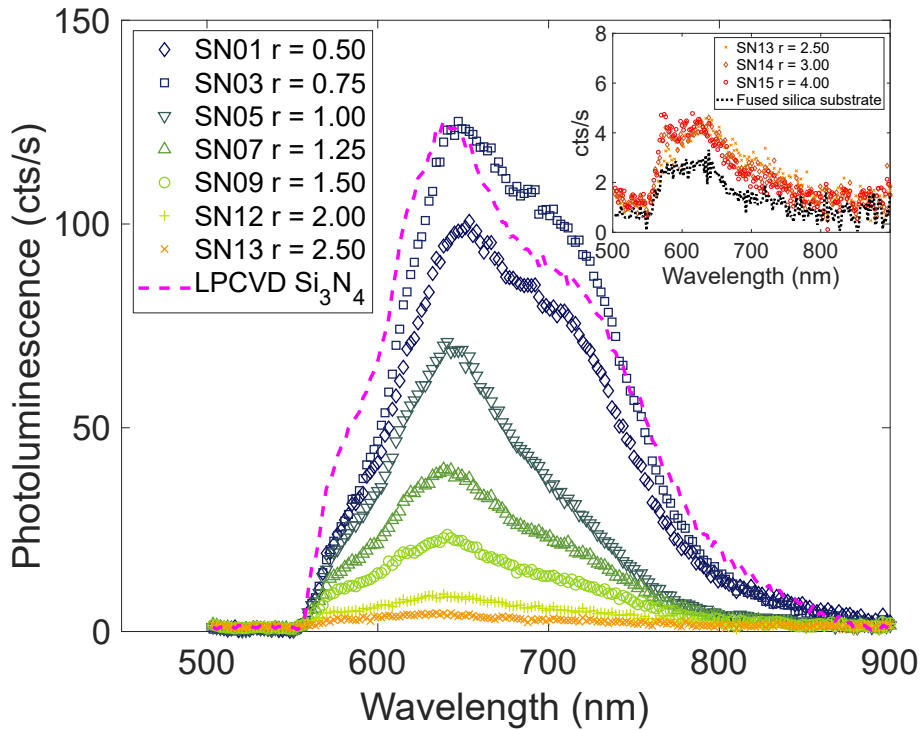 150
100
50
0
Photoluminescence (cts/s)
500
600
700
800
900
Wavelength (nm)
SN01 r = 0.50
SN03 r = 0.75
SN05 r = 1.00
SN07 r = 1.25
SN09 r = 1.50
SN12 r = 2.00
SN13 r = 2.50
LPCVD Si₃N₄
8
6
4
2
0
cts/s
500
600
700
800
Wavelength (nm)
SN13 r = 2.50
SN14 r = 3.00
SN15 r = 4.00
Fused silica substrate